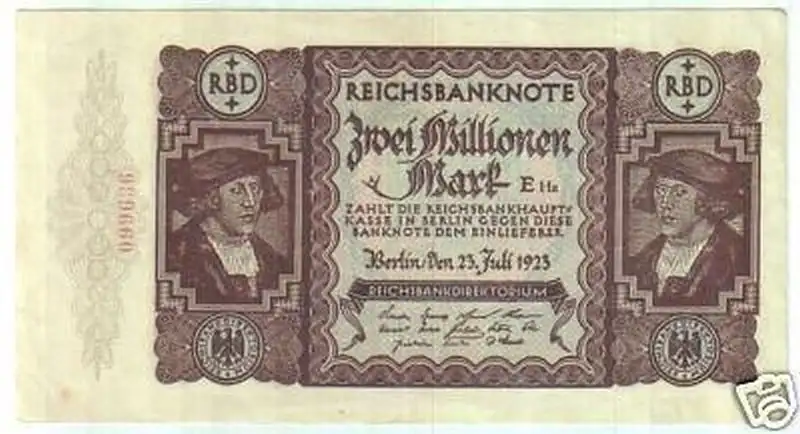 RBD
RBD
REICHSBANKNOTE
Zwei Millionen
Mark E Ha
ZAHLT DIE REICHSBANKHAUPT-
KASSE IN BERLIN GEGEN DIESE
BANKNOTE DEM EINLIEFERER
Berlin, den 23. Juli 1923
REICHSBANKDIREKTORIUM
099636